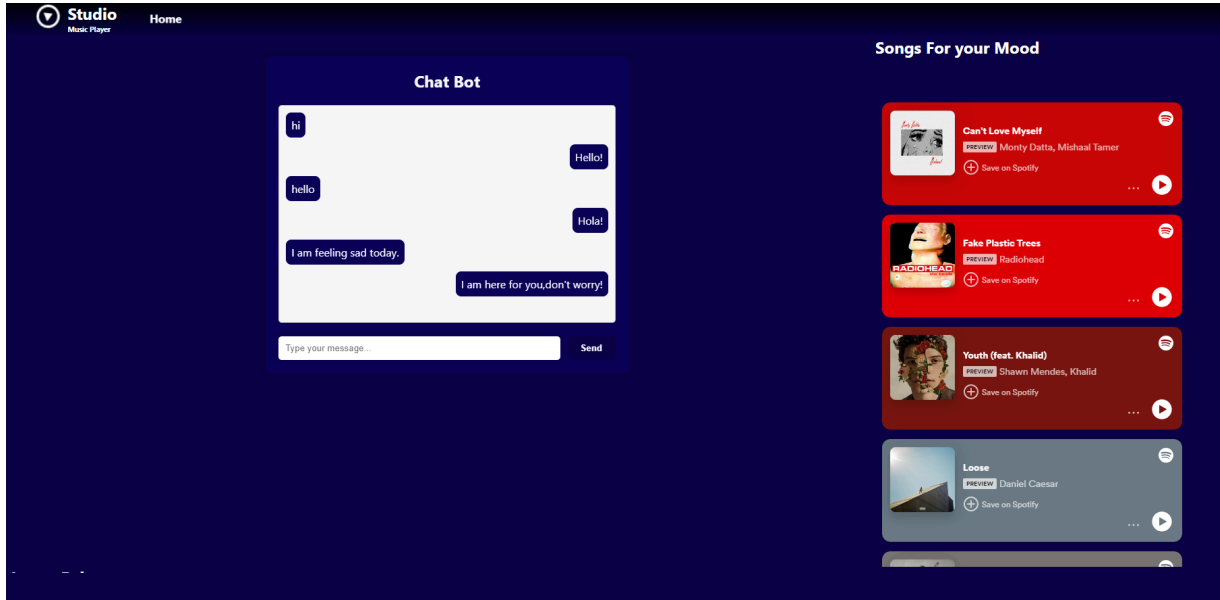 Studio
Music Player
Home
Songs For your Mood
Chat Bot
hi
Hello!
hello
Hola!
I am feeling sad today.
I am here for you,don't worry!
Type your message...
Send
Can't Love Myself
PREVIEW Monty Datta, Mishaal Tamer
Save on Spotify
Fake Plastic Trees
PREVIEW Radiohead
Save on Spotify
RADIOHEAD
Youth (feat. Khalid)
PREVIEW Shawn Mendes, Khalid
Save on Spotify
Loose
PREVIEW Daniel Caesar
Save on Spotify